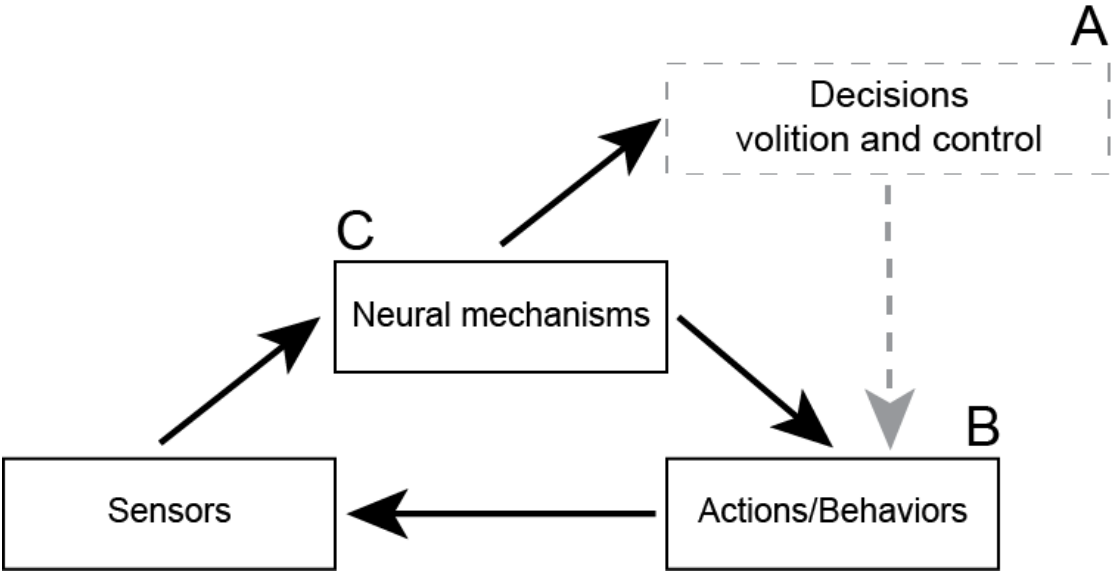 A
Decisions
volition and control
C
Neural mechanisms
B
Sensors
Actions/Behaviors